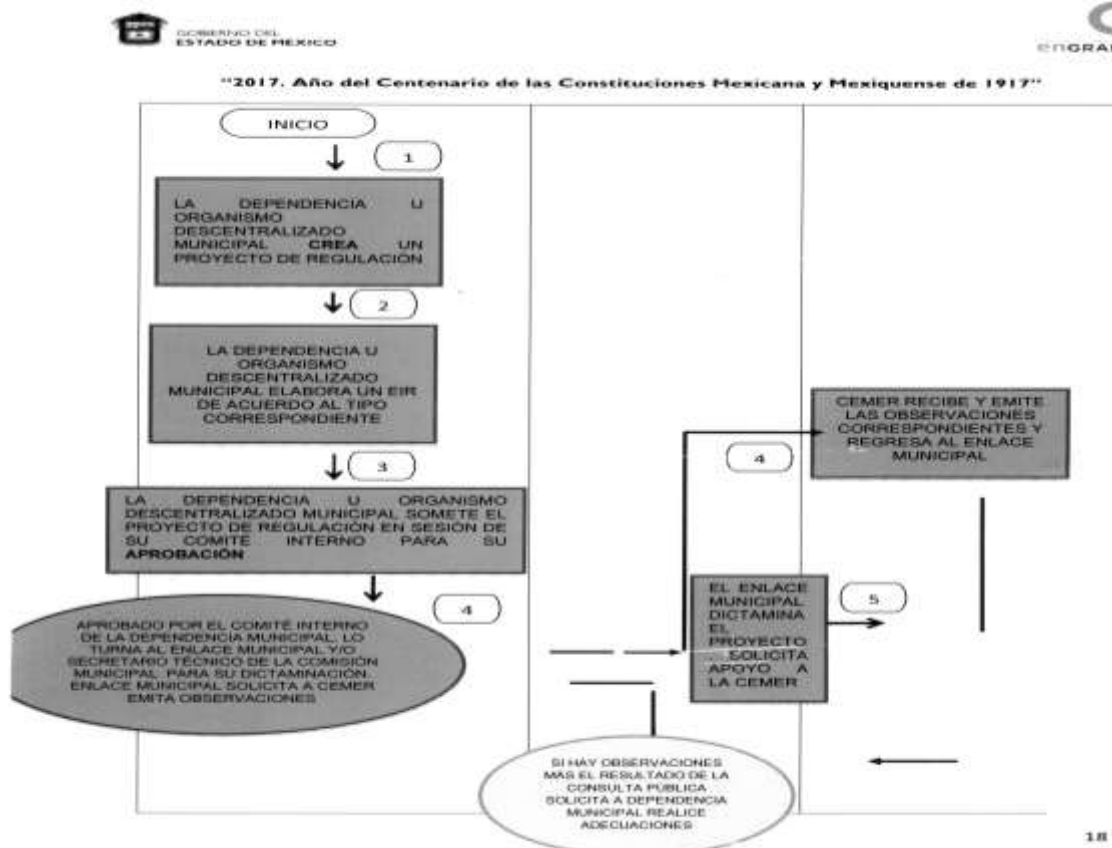 GOBIERNO DEL
ESTADO DE MÉXICO
enGRAN
"2017. Año del Centenario de las Constituciones Mexicana y Mexiquense de 1917"
INICIO
1
LA DEPENDENCIA U
ORGANISMO
DESCENTRALIZADO
MUNICIPAL CREA UN
PROYECTO DE REGULACIÓN
2
LA DEPENDENCIA U
ORGANISMO
DESCENTRALIZADO
MUNICIPAL ELABORA UN EIR
DE ACUERDO AL TIPO
CORRESPONDIENTE
3
LA DEPENDENCIA U ORGANISMO
DESCENTRALIZADO MUNICIPAL SOMETE EL
PROYECTO DE REGULACIÓN EN SESIÓN DE
SU COMITÉ INTERNO PARA SU
APROBACIÓN
4
APROBADO POR EL COMITÉ INTERNO
DE LA DEPENDENCIA MUNICIPAL, LO
TURNA AL ENLACE MUNICIPAL Y/O
SECRETARIO TÉCNICO DE LA COMISIÓN
MUNICIPAL PARA SU DICTAMINACIÓN.
ENLACE MUNICIPAL SOLICITA A CEMER
EMITA OBSERVACIONES
4
CEMER RECIBE Y EMITE
LAS OBSERVACIONES
CORRESPONDIENTES Y
REGRESA AL ENLACE
MUNICIPAL
EL ENLACE
MUNICIPAL
DICTAMINA
EL
PROYECTO
. SOLICITA
APOYO A
LA CEMER
5
SI HAY OBSERVACIONES
MÁS EL RESULTADO DE LA
CONSULTA PÚBLICA
SOLICITA A DEPENDENCIA
MUNICIPAL REALICE
ADECUACIONES
18